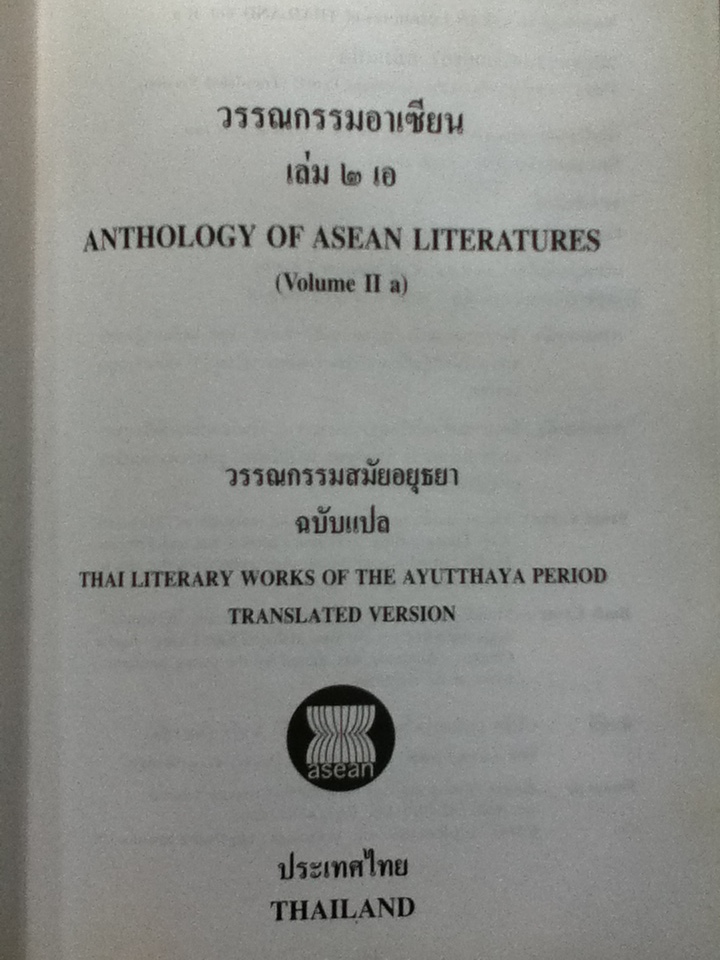 วรรณกรรมอาเซียน
เล่ม ๒ เอ
ANTHOLOGY OF ASEAN LITERATURES
(Volume II a)
วรรณกรรมสมัยอยุธยา
ฉบับแปล
THAI LITERARY WORKS OF THE AYUTTHAYA PERIOD
TRANSLATED VERSION
asean
ประเทศไทย
THAILAND